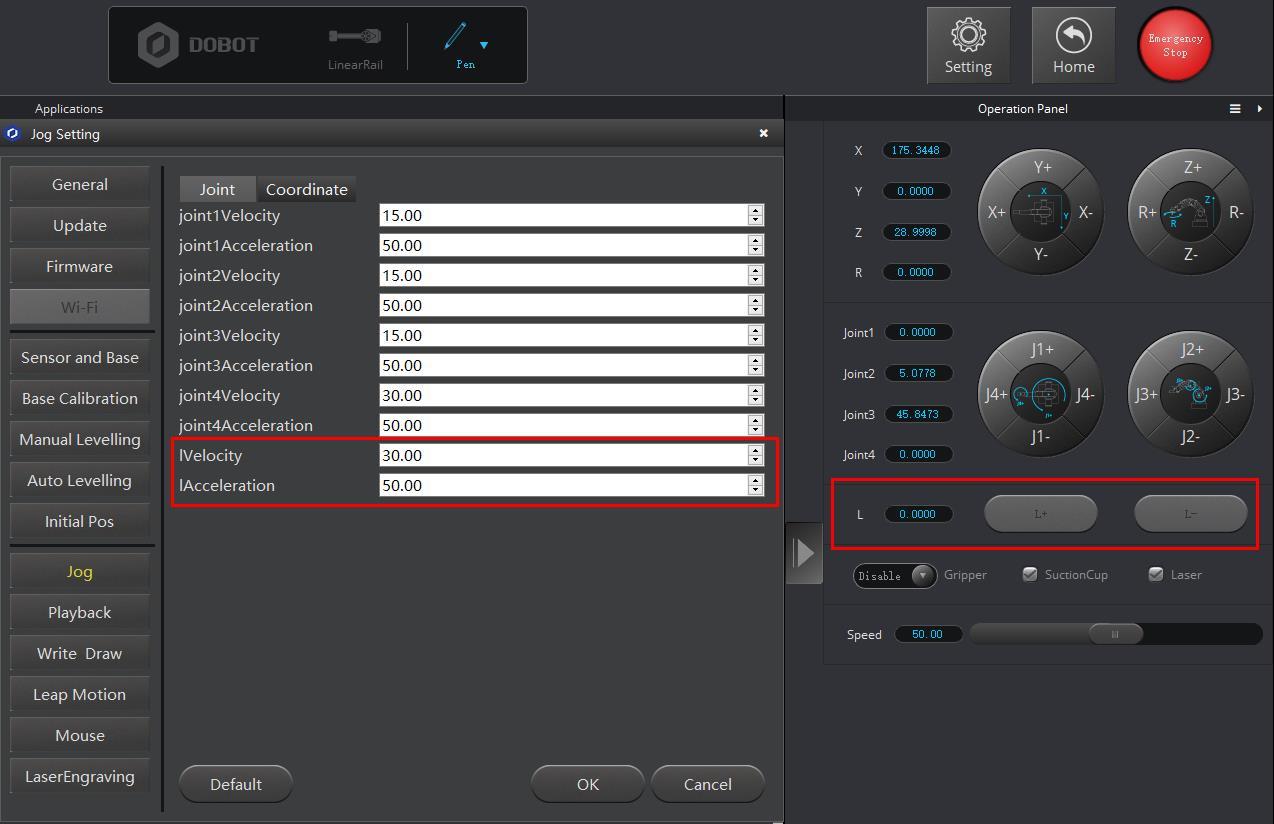 DOBOT
LinearRail
Pen
Setting
Home
Emergency
Stop
Applications
Jog Setting
General
Update
Firmware
Wi-Fi
Sensor and Base
Base Calibration
Manual Levelling
Auto Levelling
Initial Pos
Jog
Playback
Write Draw
Leap Motion
Mouse
LaserEngraving
Joint Coordinate
joint1Velocity 15.00
joint1Acceleration 50.00
joint2Velocity 15.00
joint2Acceleration 50.00
joint3Velocity 15.00
joint3Acceleration 50.00
joint4Velocity 30.00
joint4Acceleration 50.00
lVelocity 30.00
lAcceleration 50.00
Default OK Cancel
Operation Panel
X 175.3448
Y 0.0000
Z 28.9998
R 0.0000
Y+
X+ X-
Y-
X
Y
Z+
R+ R-
Z-
Z
R
Joint1 0.0000
Joint2 5.0778
Joint3 45.8473
Joint4 0.0000
J1+
J4+ J4-
J1-
J2+
J3+ J3-
J2-
L 0.0000 L+ L-
Disable Gripper SuctionCup Laser
Speed 50.00